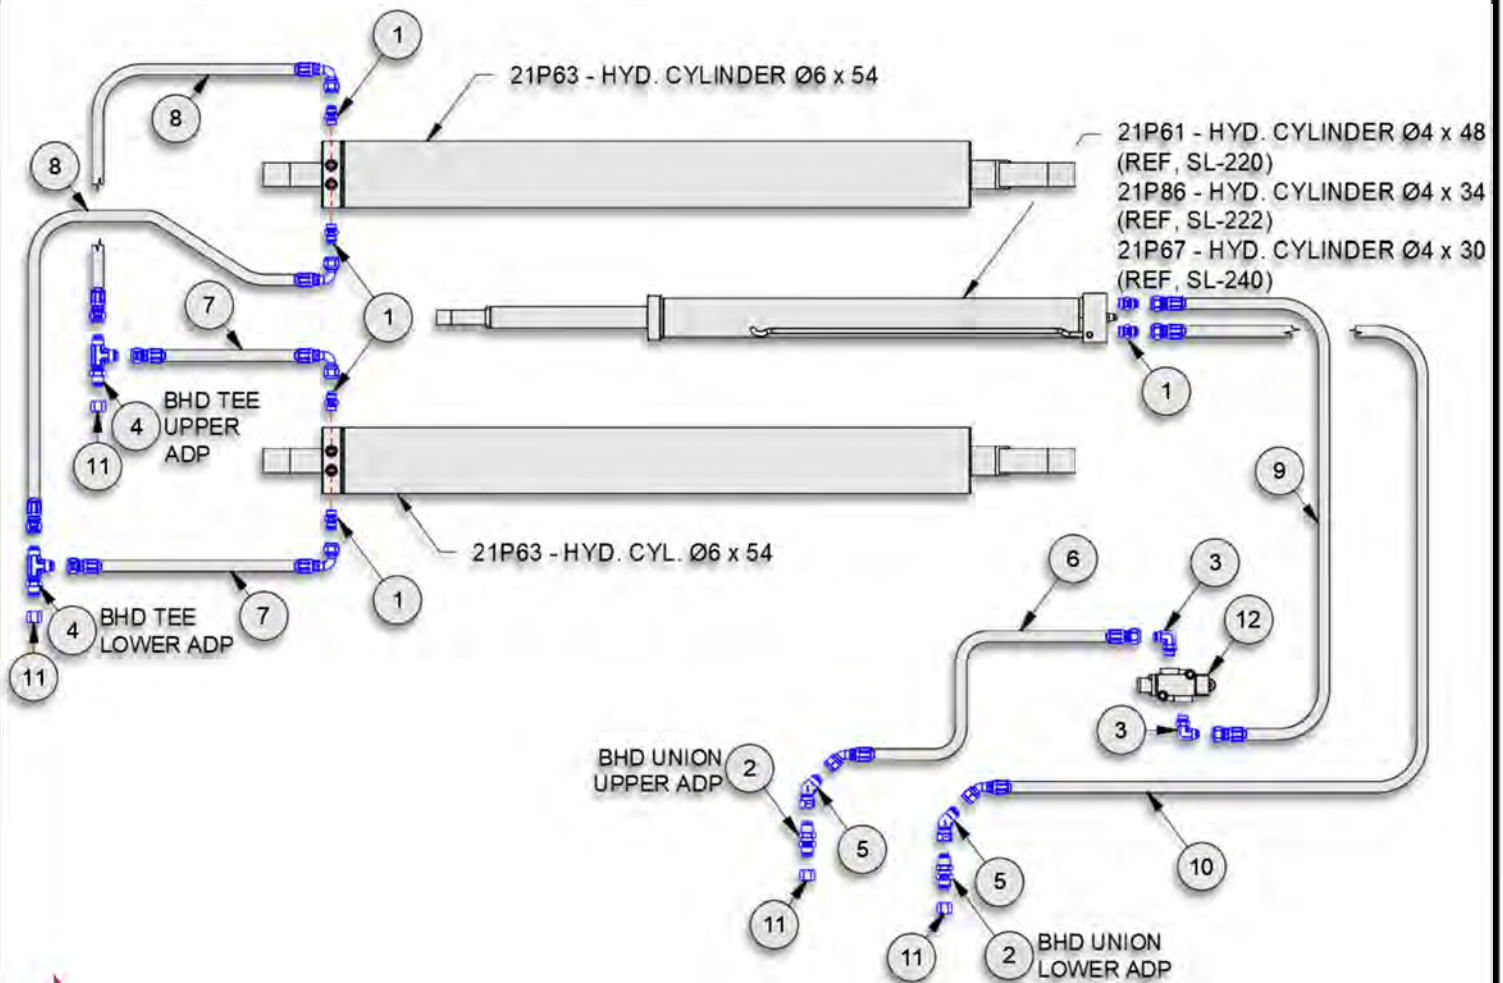 1
21P63 - HYD. CYLINDER Ø6 x 54
8
21P61 - HYD. CYLINDER Ø4 x 48
(REF, SL-220)
8
21P86 - HYD. CYLINDER Ø4 x 34
(REF, SL-222)
21P67 - HYD. CYLINDER Ø4 x 30
(REF, SL-240)
7
1
1
BHD TEE
UPPER
ADP
4
11
9
21P63 - HYD. CYL. Ø6 x 54
6
3
1
7
12
BHD TEE
LOWER ADP
4
11
3
BHD UNION
UPPER ADP
2
5
10
5
11
11
2
BHD UNION
LOWER ADP